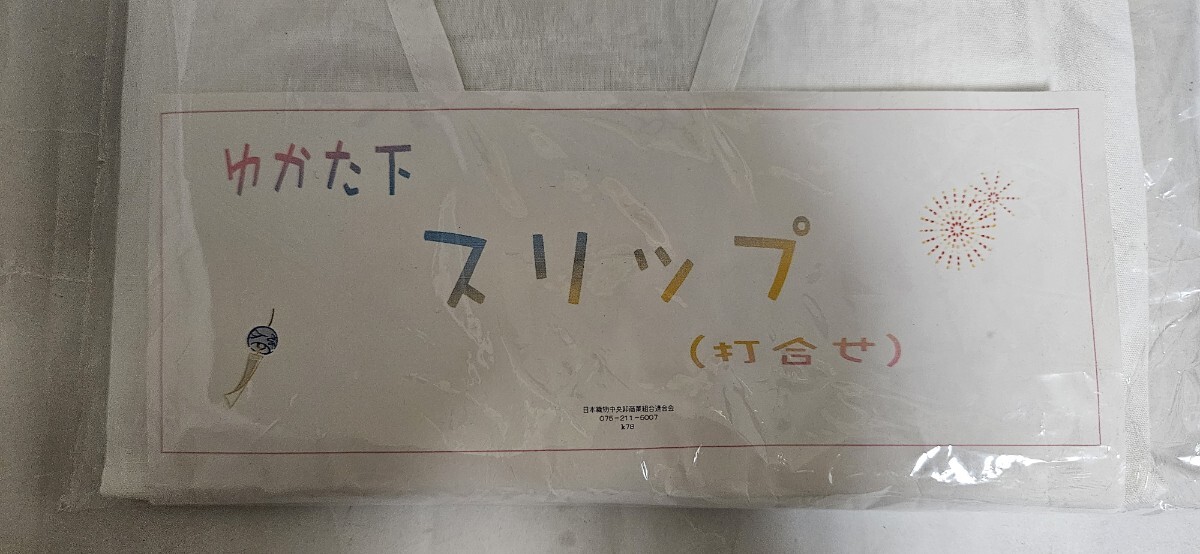 ゆかた下
スリップ
(打合せ)
日本織物中央卸商業組合連合会
075-211-6007
k78